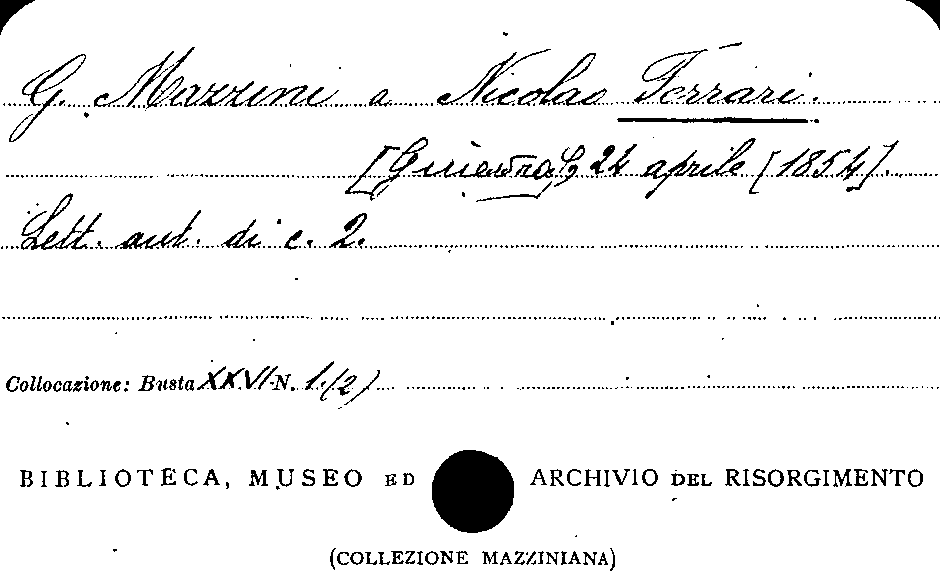 G. Mazzini a Nicolao Ferrari.
[Ginevra], 24 aprile [1854].
Lett. aut. di c. 2.
Collocazione: Busta XXVI N. 1.(2)
BIBLIOTECA, MUSEO ED ARCHIVIO DEL RISORGIMENTO
(COLLEZIONE MAZZINIANA)